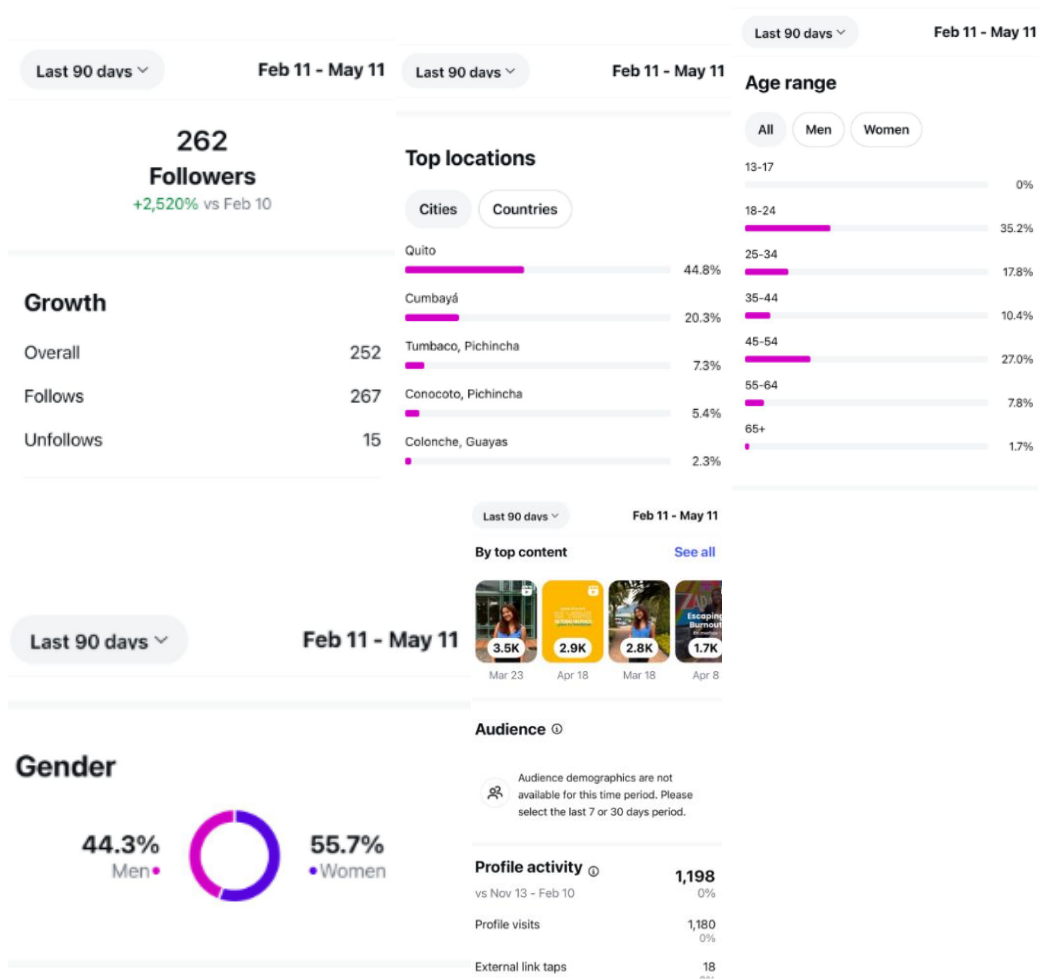 Last 90 days
Feb 11 - May 11
262
Followers
+2,520% vs Feb 10
Growth
Overall 252
Follows 267
Unfollows 15
Last 90 days
Feb 11 - May 11
Top locations
Cities Countries
Quito
44.8%
Cumbayá
20.3%
Tumbaco, Pichincha
7.3%
Conocoto, Pichincha
5.4%
Colonche, Guayas
2.3%
Last 90 days
Feb 11 - May 11
Age range
All Men Women
13-17
0%
18-24
35.2%
25-34
17.8%
35-44
10.4%
45-54
27.0%
55-64
7.8%
65+
1.7%
Last 90 days
Feb 11 - May 11
Gender
44.3%
Men
55.7%
Women
Last 90 days
Feb 11 - May 11
By top content
See all
Escaping
Burnout
3.5K 2.9K 2.8K 1.7K
Mar 23 Apr 18 Mar 18 Apr 8
Audience
Audience demographics are not
available for this time period. Please
select the last 7 or 30 days period.
Profile activity 1,198
vs Nov 13 - Feb 10 0%
Profile visits 1,180
0%
External link taps 18